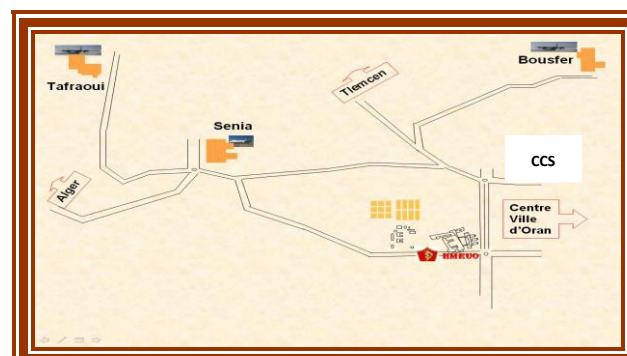 Bousfer
Tafraoui
Tlemcen
Senia
CCS
Alger
Centre
Ville
d'Oran
HMRUO